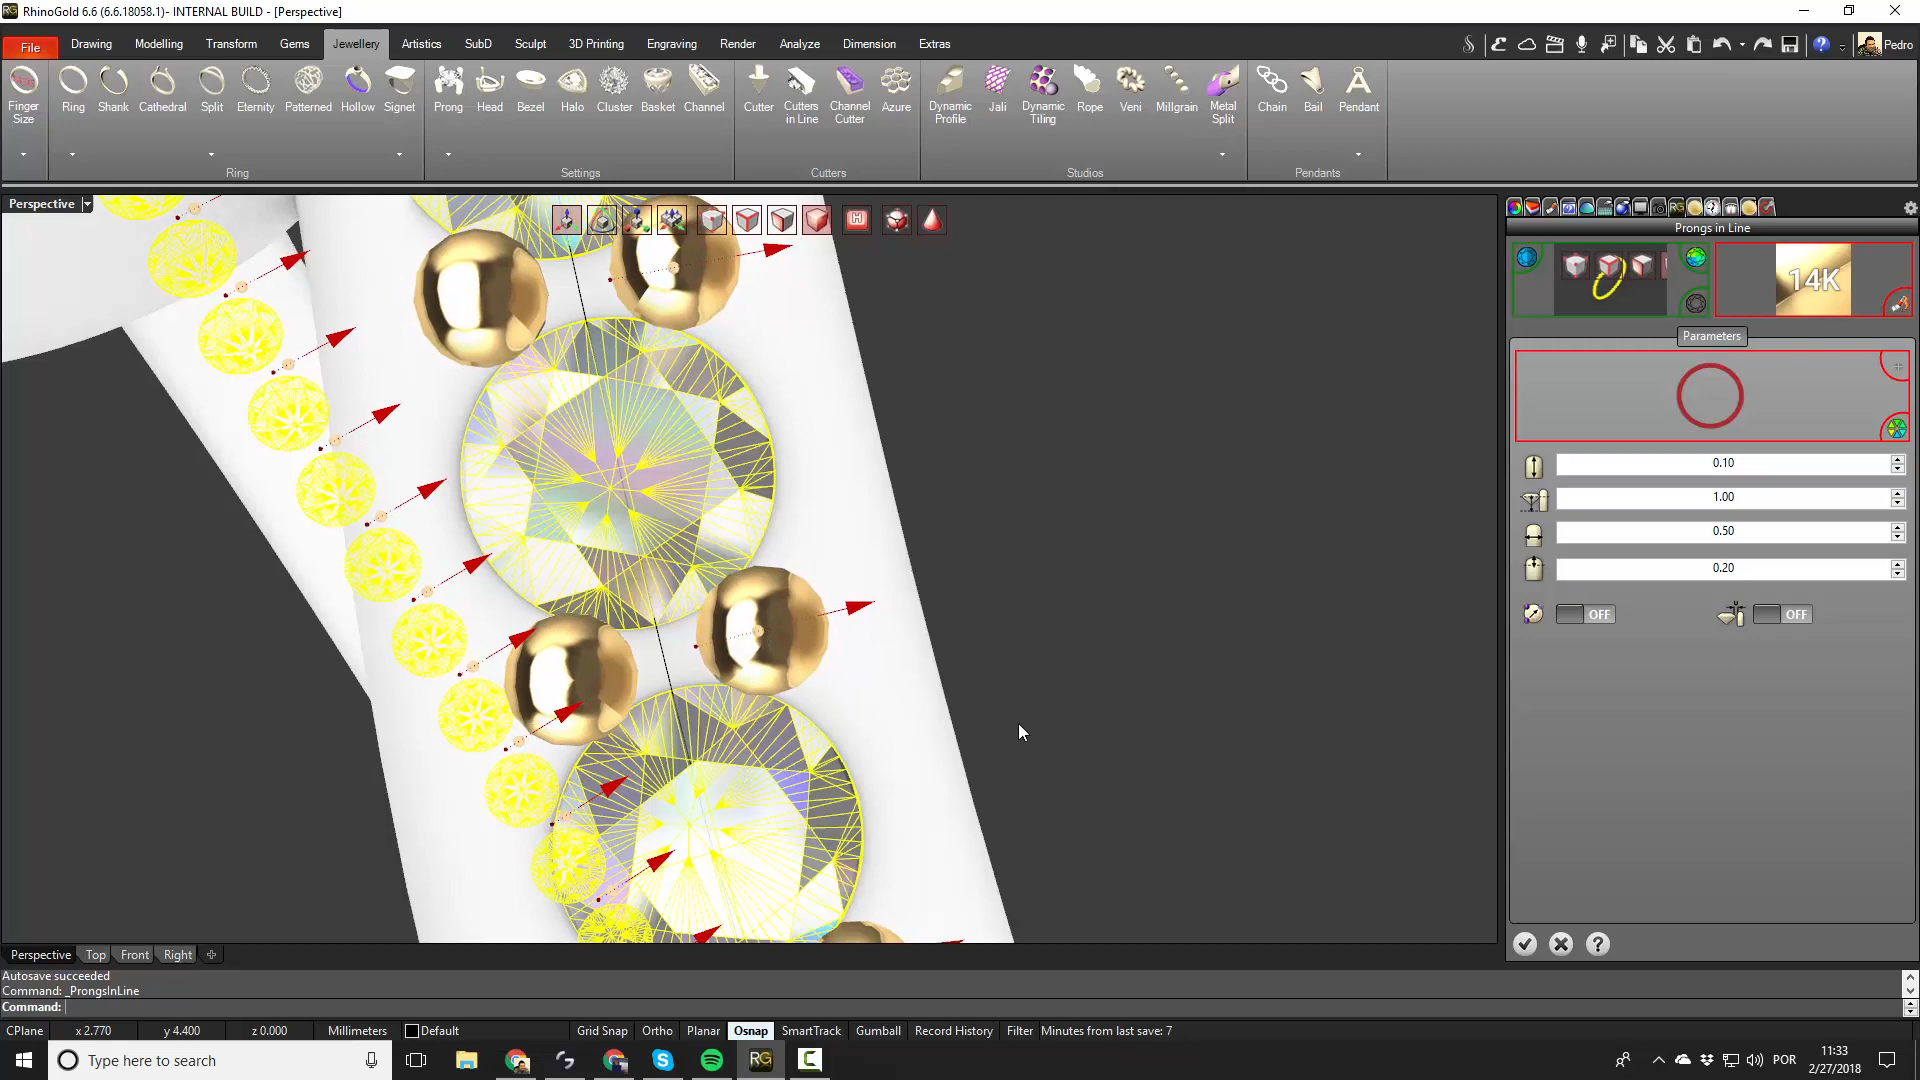 RhinoGold 6.6 (6.6.18058.1)- INTERNAL BUILD - [Perspective]
File Drawing Modelling Transform Gems Jewellery Artistics SubD Sculpt 3D Printing Engraving Render Analyze Dimension Extras Pedro
Finger Size Ring Shank Cathedral Split Eternity Patterned Hollow Signet Prong Head Bezel Halo Cluster Basket Channel Cutter Cutters in Line Channel Cutter Azure Dynamic Profile Jali Dynamic Tiling Rope Veni Millgrain Metal Split Chain Bail Pendant
Ring Settings Cutters Studios Pendants
Perspective
H
RG
Prongs in Line
14K
Parameters
0.10
1.00
0.50
0.20
OFF OFF
Perspective Top Front Right
Autosave succeeded
Command: _ProngsInLine
Command:
CPlane x 2.770 y 4.400 z 0.000 Millimeters Default Grid Snap Ortho Planar Osnap SmartTrack Gumball Record History Filter Minutes from last save: 7
Type here to search
RG
POR
11:33
2/27/2018